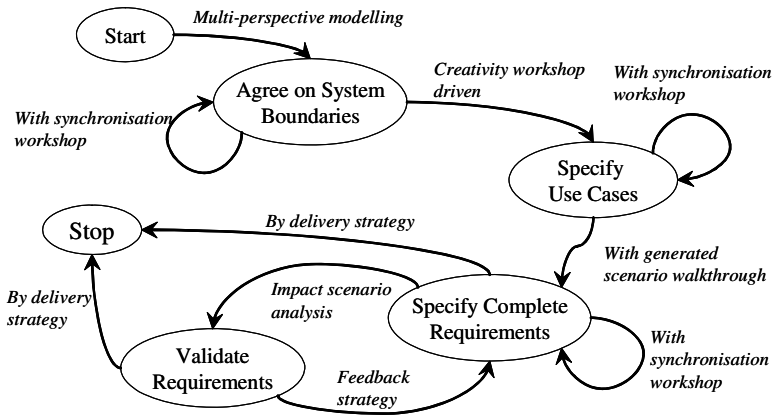 Start
Multi-perspective modelling
Agree on System
Boundaries
With synchronisation
workshop
Creativity workshop
driven
With synchronisation
workshop
Specify
Use Cases
Stop
By delivery strategy
With generated
scenario walkthrough
By delivery
strategy
Impact scenario
analysis
Specify Complete
Requirements
Validate
Requirements
Feedback
strategy
With
synchronisation
workshop